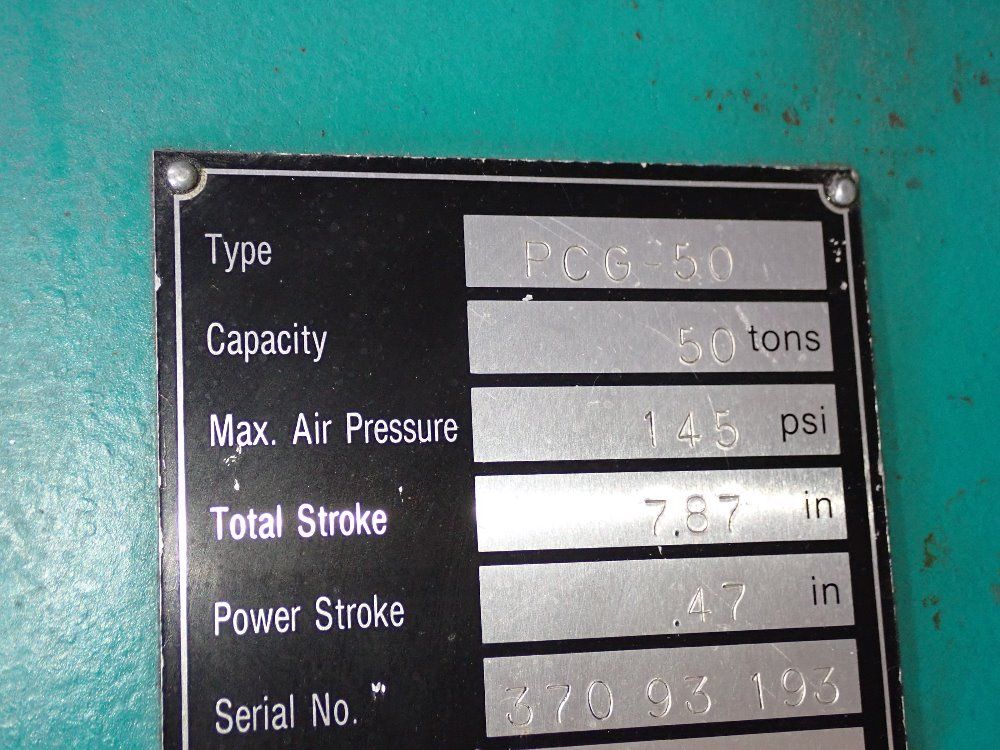 Type PCG-50
Capacity 50 tons
Max. Air Pressure 145 psi
Total Stroke 7.87 in
Power Stroke .47 in
Serial No. 370 93 193